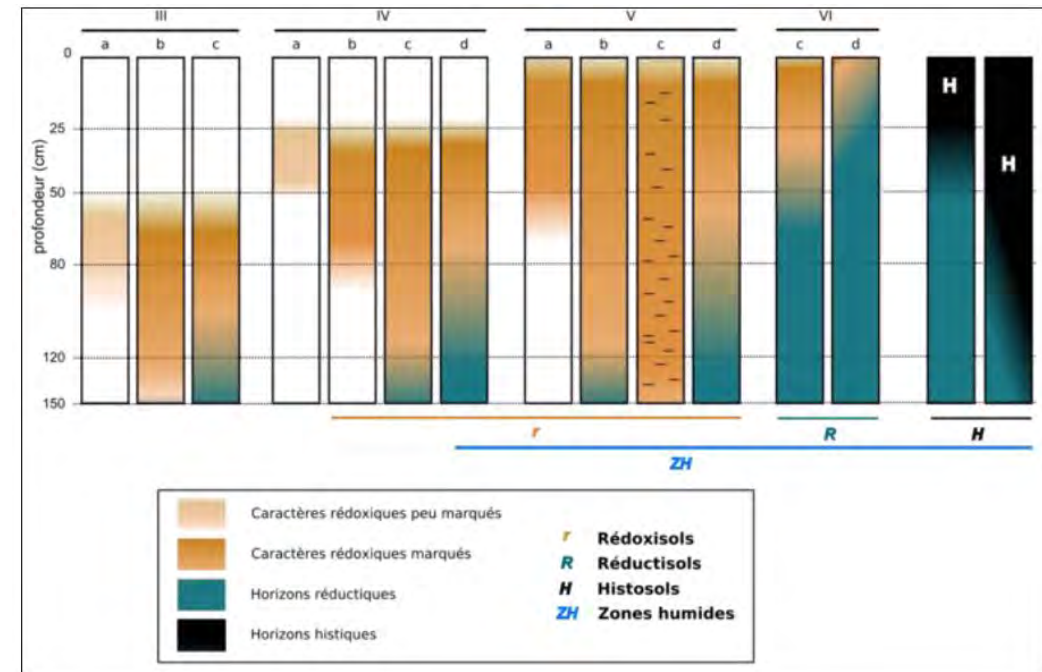 III IV V VI
a b c a b c d a b c d c d
0
25
50
80
120
150
profondeur (cm)
H
H
r R H
ZH
Caractères rédoxiques peu marqués
Caractères rédoxiques marqués
Horizons réductiques
Horizons histiques
r Rédoxisols
R Réductisols
H Histosols
ZH Zones humides